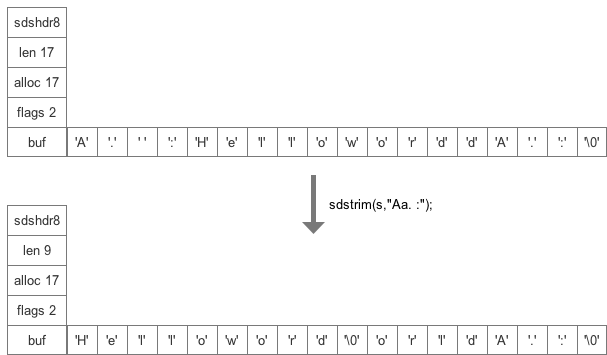 sdshdr8
len 17
alloc 17
flags 2
buf 'A' '.' ' ' ':' 'H' 'e' 'l' 'l' 'o' 'w' 'o' 'r' 'd' 'd' 'A' '.' ':' '\0'
sdstrim(s,"Aa. :");
sdshdr8
len 9
alloc 17
flags 2
buf 'H' 'e' 'l' 'l' 'o' 'w' 'o' 'r' 'd' '\0' 'o' 'r' 'l' 'd' 'A' '.' ':' '\0'